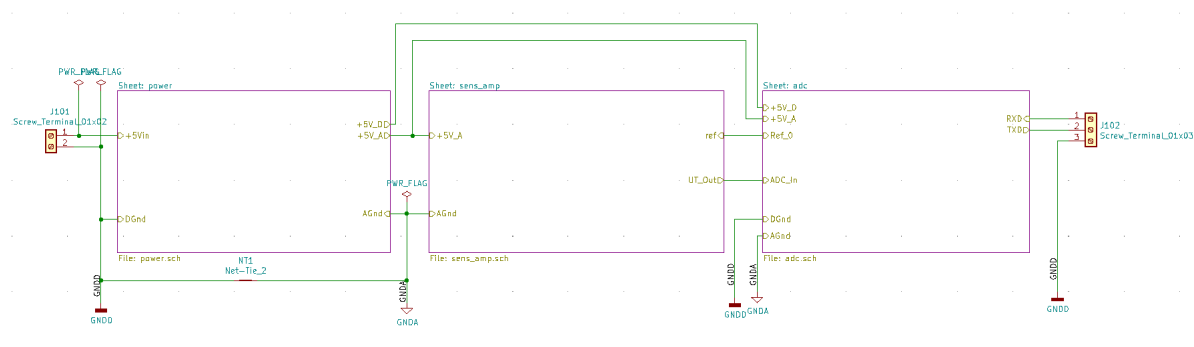 PWR_FLAG
PWR_FLAG
Sheet: power
Sheet: sens_amp
Sheet: adc
J101
Screw_Terminal_01x02
1
2
+5Vin
+5V_D
+5V_A
+5V_A
ref
+5V_D
+5V_A
Ref_0
RXD
TXD
1
2
3
J102
Screw_Terminal_01x03
PWR_FLAG
UT_Out
ADC_In
DGnd
AGnd
AGnd
DGnd
AGnd
File: power.sch
File: sens_amp.sch
File: adc.sch
NT1
Net-Tie_2
GNDD
GNDA
GNDD
GNDA
GNDD
GNDD
GNDA
GNDD
GNDA
GNDD